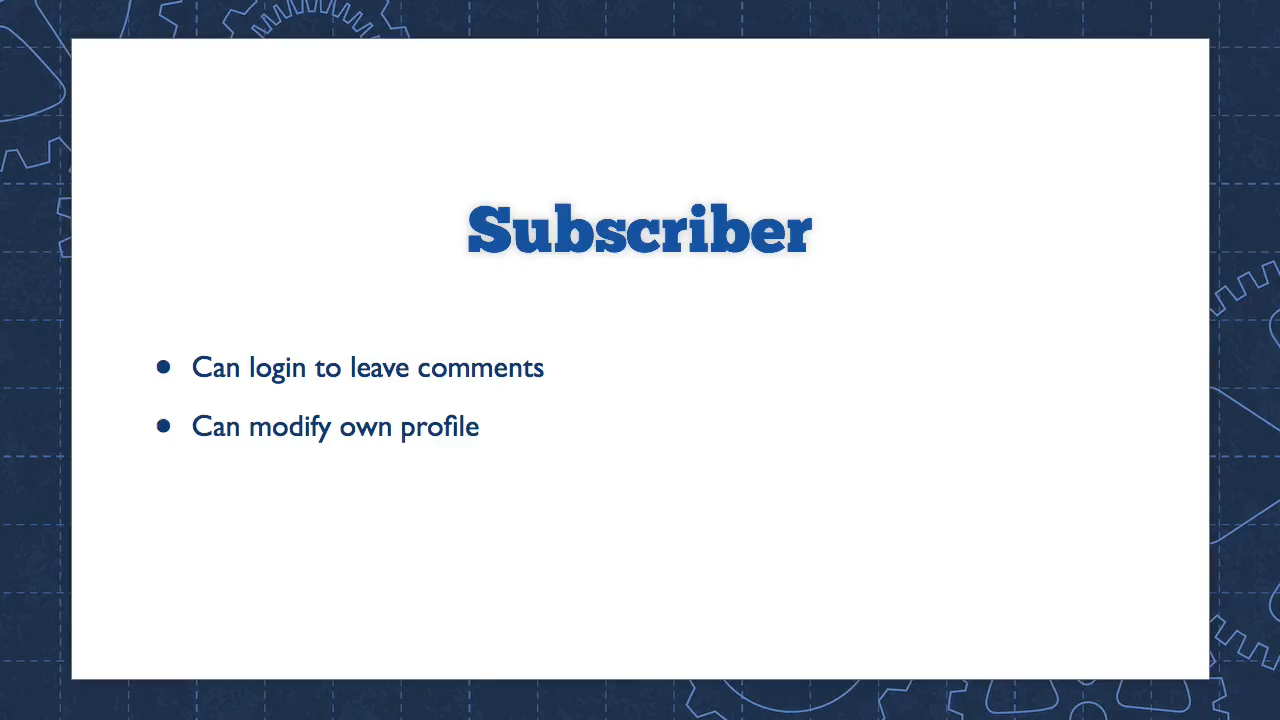 Subscriber
• Can login to leave comments
• Can modify own profile